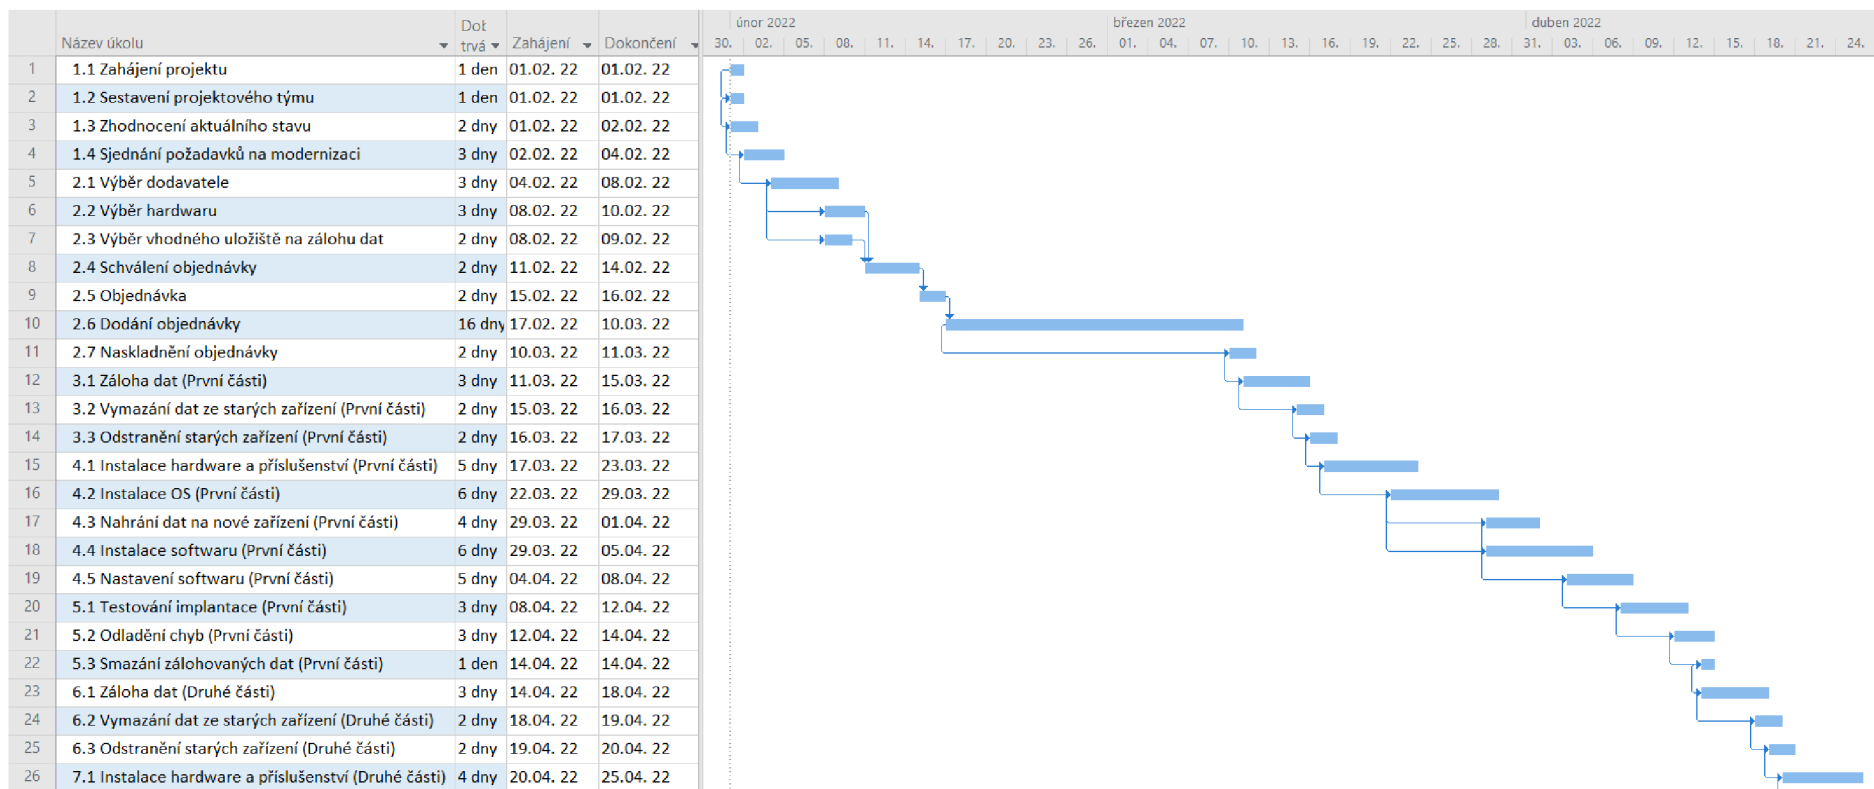 únor 2022 březen 2022 duben 2022
Název úkolu Dob trvá Zahájení Dokončení 30. 02. 05. 08. 11. 14. 17. 20. 23. 26. 01. 04. 07. 10. 13. 16. 19. 22. 25. 28. 31. 03. 06. 09. 12. 15. 18. 21. 24.
1 1.1 Zahájení projektu 1 den 01.02. 22 01.02. 22
2 1.2 Sestavení projektového týmu 1 den 01.02. 22 01.02. 22
3 1.3 Zhodnocení aktuálního stavu 2 dny 01.02. 22 02.02. 22
4 1.4 Sjednání požadavků na modernizaci 3 dny 02.02. 22 04.02. 22
5 2.1 Výběr dodavatele 3 dny 04.02. 22 08.02. 22
6 2.2 Výběr hardwaru 3 dny 08.02. 22 10.02. 22
7 2.3 Výběr vhodného uložiště na zálohu dat 2 dny 08.02. 22 09.02. 22
8 2.4 Schválení objednávky 2 dny 11.02. 22 14.02. 22
9 2.5 Objednávka 2 dny 15.02. 22 16.02. 22
10 2.6 Dodání objednávky 16 dny 17.02. 22 10.03. 22
11 2.7 Naskladnění objednávky 2 dny 10.03. 22 11.03. 22
12 3.1 Záloha dat (První části) 3 dny 11.03. 22 15.03. 22
13 3.2 Vymazání dat ze starých zařízení (První části) 2 dny 15.03. 22 16.03. 22
14 3.3 Odstranění starých zařízení (První části) 2 dny 16.03. 22 17.03. 22
15 4.1 Instalace hardware a příslušenství (První části) 5 dny 17.03. 22 23.03. 22
16 4.2 Instalace OS (První části) 6 dny 22.03. 22 29.03. 22
17 4.3 Nahrání dat na nové zařízení (První části) 4 dny 29.03. 22 01.04. 22
18 4.4 Instalace softwaru (První části) 6 dny 29.03. 22 05.04. 22
19 4.5 Nastavení softwaru (První části) 5 dny 04.04. 22 08.04. 22
20 5.1 Testování implantace (První části) 3 dny 08.04. 22 12.04. 22
21 5.2 Odladění chyb (První části) 3 dny 12.04. 22 14.04. 22
22 5.3 Smazání zálohovaných dat (První části) 1 den 14.04. 22 14.04. 22
23 6.1 Záloha dat (Druhé části) 3 dny 14.04. 22 18.04. 22
24 6.2 Vymazání dat ze starých zařízení (Druhé části) 2 dny 18.04. 22 19.04. 22
25 6.3 Odstranění starých zařízení (Druhé části) 2 dny 19.04. 22 20.04. 22
26 7.1 Instalace hardware a příslušenství (Druhé části) 4 dny 20.04. 22 25.04. 22